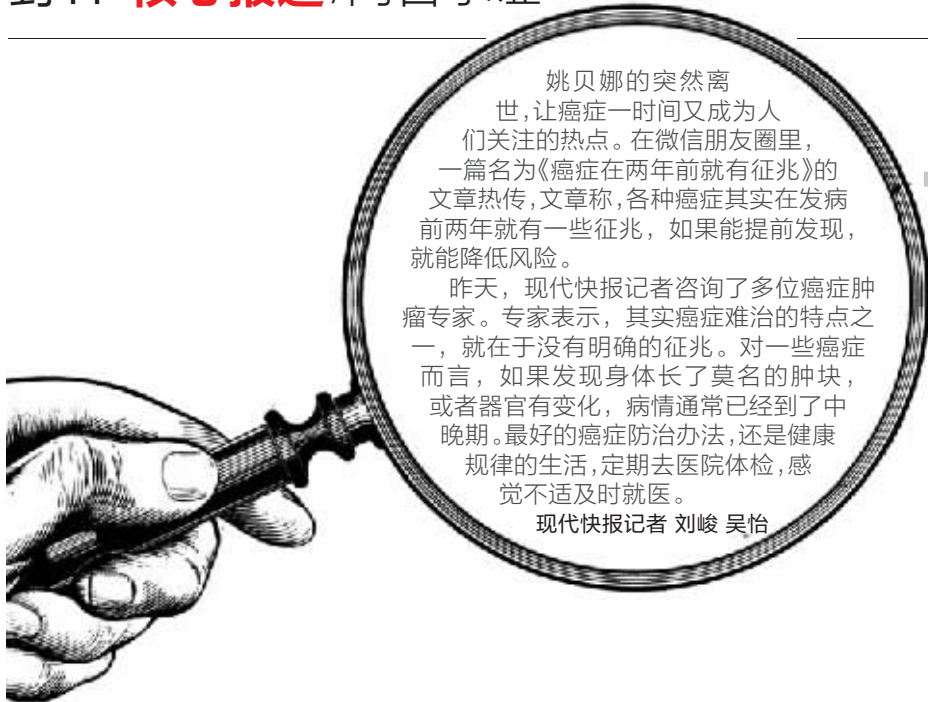 核心报道
姚贝娜的突然离
世,让癌症一时间又成为人
们关注的热点。在微信朋友圈里,
一篇名为《癌症在两年前就有征兆》的
文章热传,文章称,各种癌症其实在发病
前两年就有一些征兆，如果能提前发现，
就能降低风险。
昨天，现代快报记者咨询了多位癌症肿
瘤专家。专家表示，其实癌症难治的特点之
一，就在于没有明确的征兆。对一些癌症
而言，如果发现身体长了莫名的肿块，
或者器官有变化，病情通常已经到了中
晚期。最好的癌症防治办法,还是健康
规律的生活,定期去医院体检,感
觉不适及时就医。
现代快报记者 刘峻 吴怡